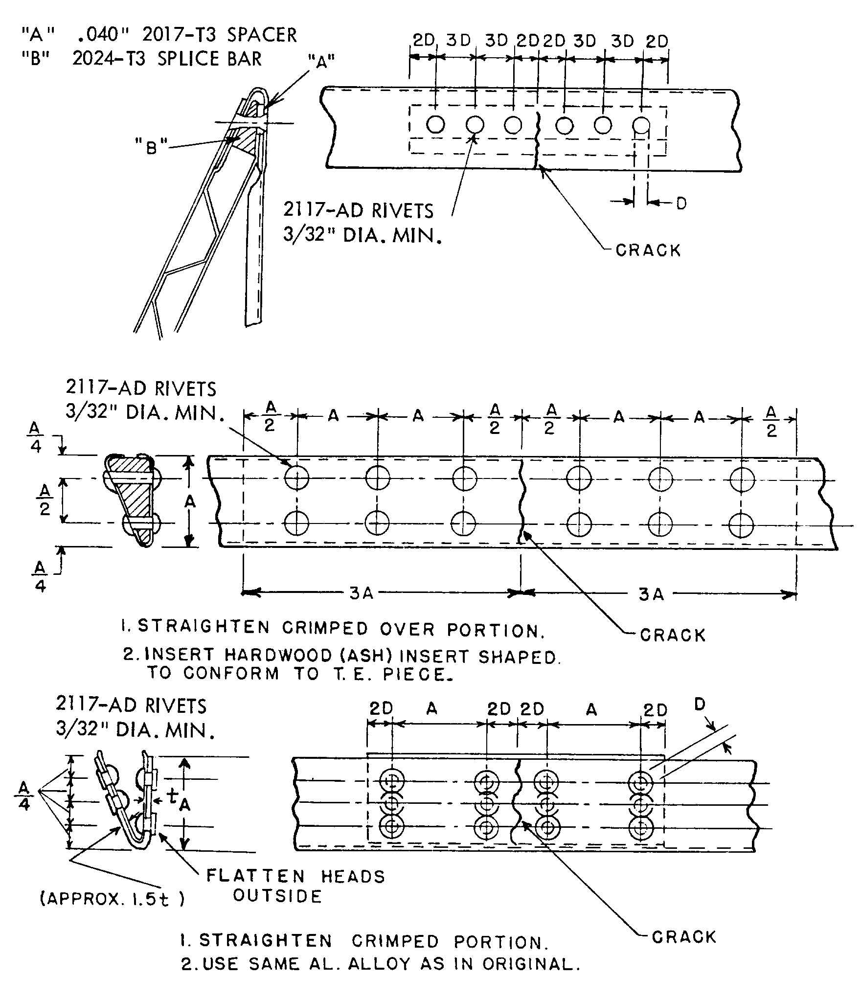 "A" .040" 2017-T3 SPACER
"B" 2024-T3 SPLICE BAR
"A"
2D 3D 3D 2D 2D 3D 3D 2D
"B"
D
2117-AD RIVETS
3/32" DIA. MIN.
CRACK
2117-AD RIVETS
3/32" DIA. MIN.
A/2 A A A/2 A/2 A A A/2
A/4
A/2
A
A/4
3A 3A
1. STRAIGHTEN CRIMPED OVER PORTION.
CRACK
2. INSERT HARDWOOD (ASH) INSERT SHAPED.
TO CONFORM TO T. E. PIECE.
2117-AD RIVETS
3/32" DIA. MIN.
2D A 2D 2D A 2D D
A/4
t
A
FLATTEN HEADS
OUTSIDE
(APPROX. 1.5t)
CRACK
1. STRAIGHTEN CRIMPED PORTION.
2. USE SAME AL. ALLOY AS IN ORIGINAL.